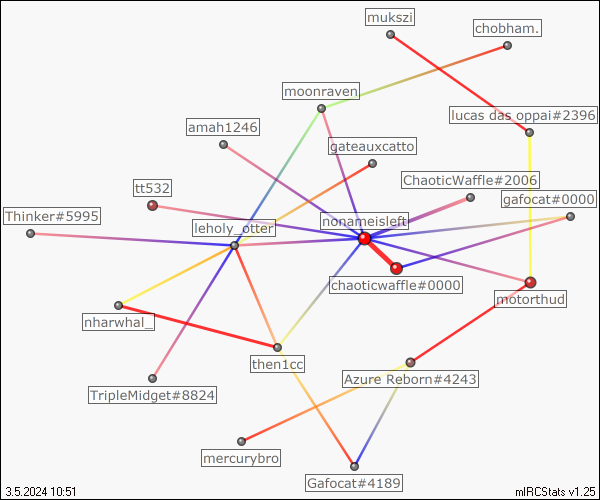 mukszi
chobham.
moonraven
lucas das oppai#2396
amah1246
gateauxcatto
ChaoticWaffle#2006
tt532
gafocat#0000
Thinker#5995
nonameisleft
leholy_otter
chaoticwaffle#0000
motorthud
nharwhal_
then1cc
Azure Reborn#4243
TripleMidget#8824
mercurybro
Gafocat#4189
3.5.2024 10:51
mIRCStats v1.25